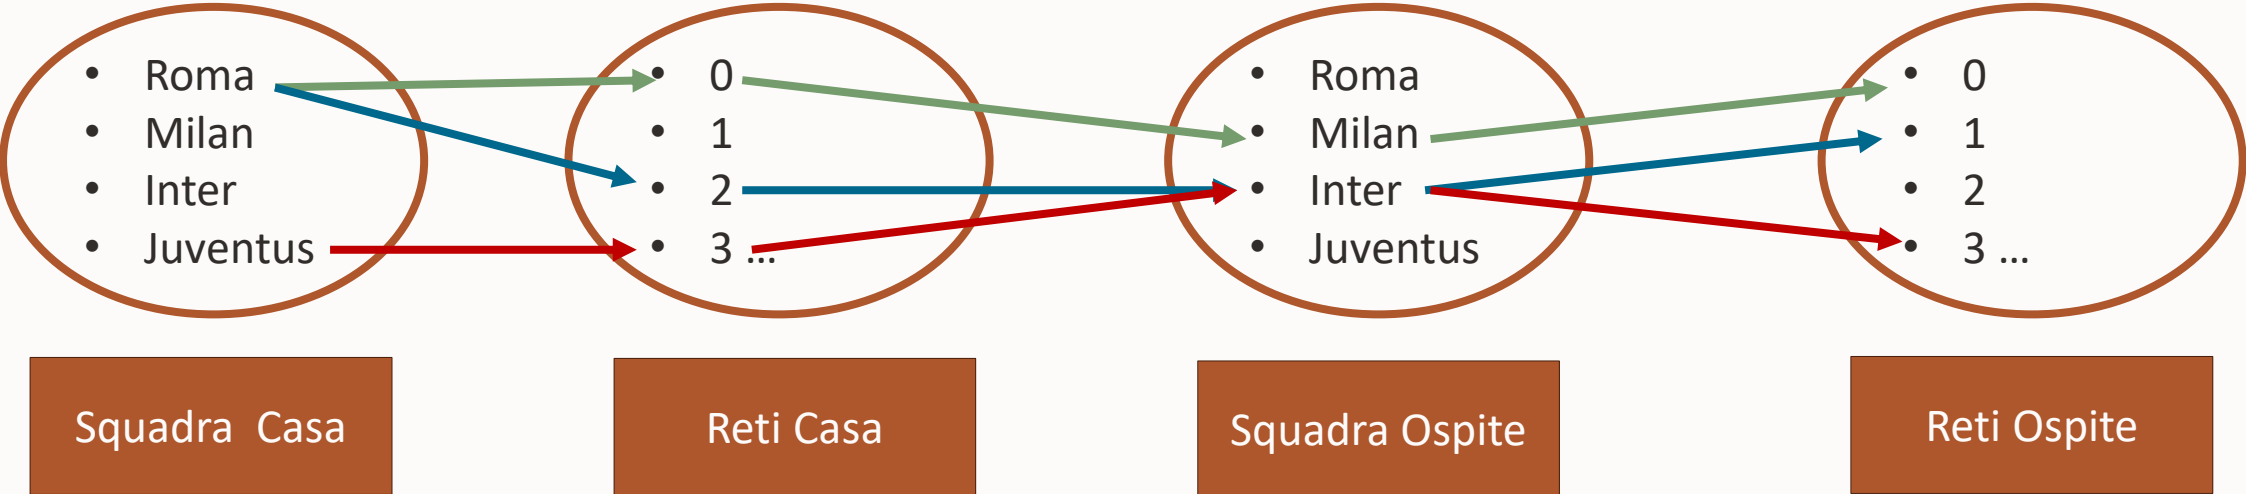 • Roma
• Milan
• Inter
• Juventus
• 0
• 1
• 2
• 3 ...
• Roma
• Milan
• Inter
• Juventus
• 0
• 1
• 2
• 3 ...
Squadra Casa
Reti Casa
Squadra Ospite
Reti Ospite